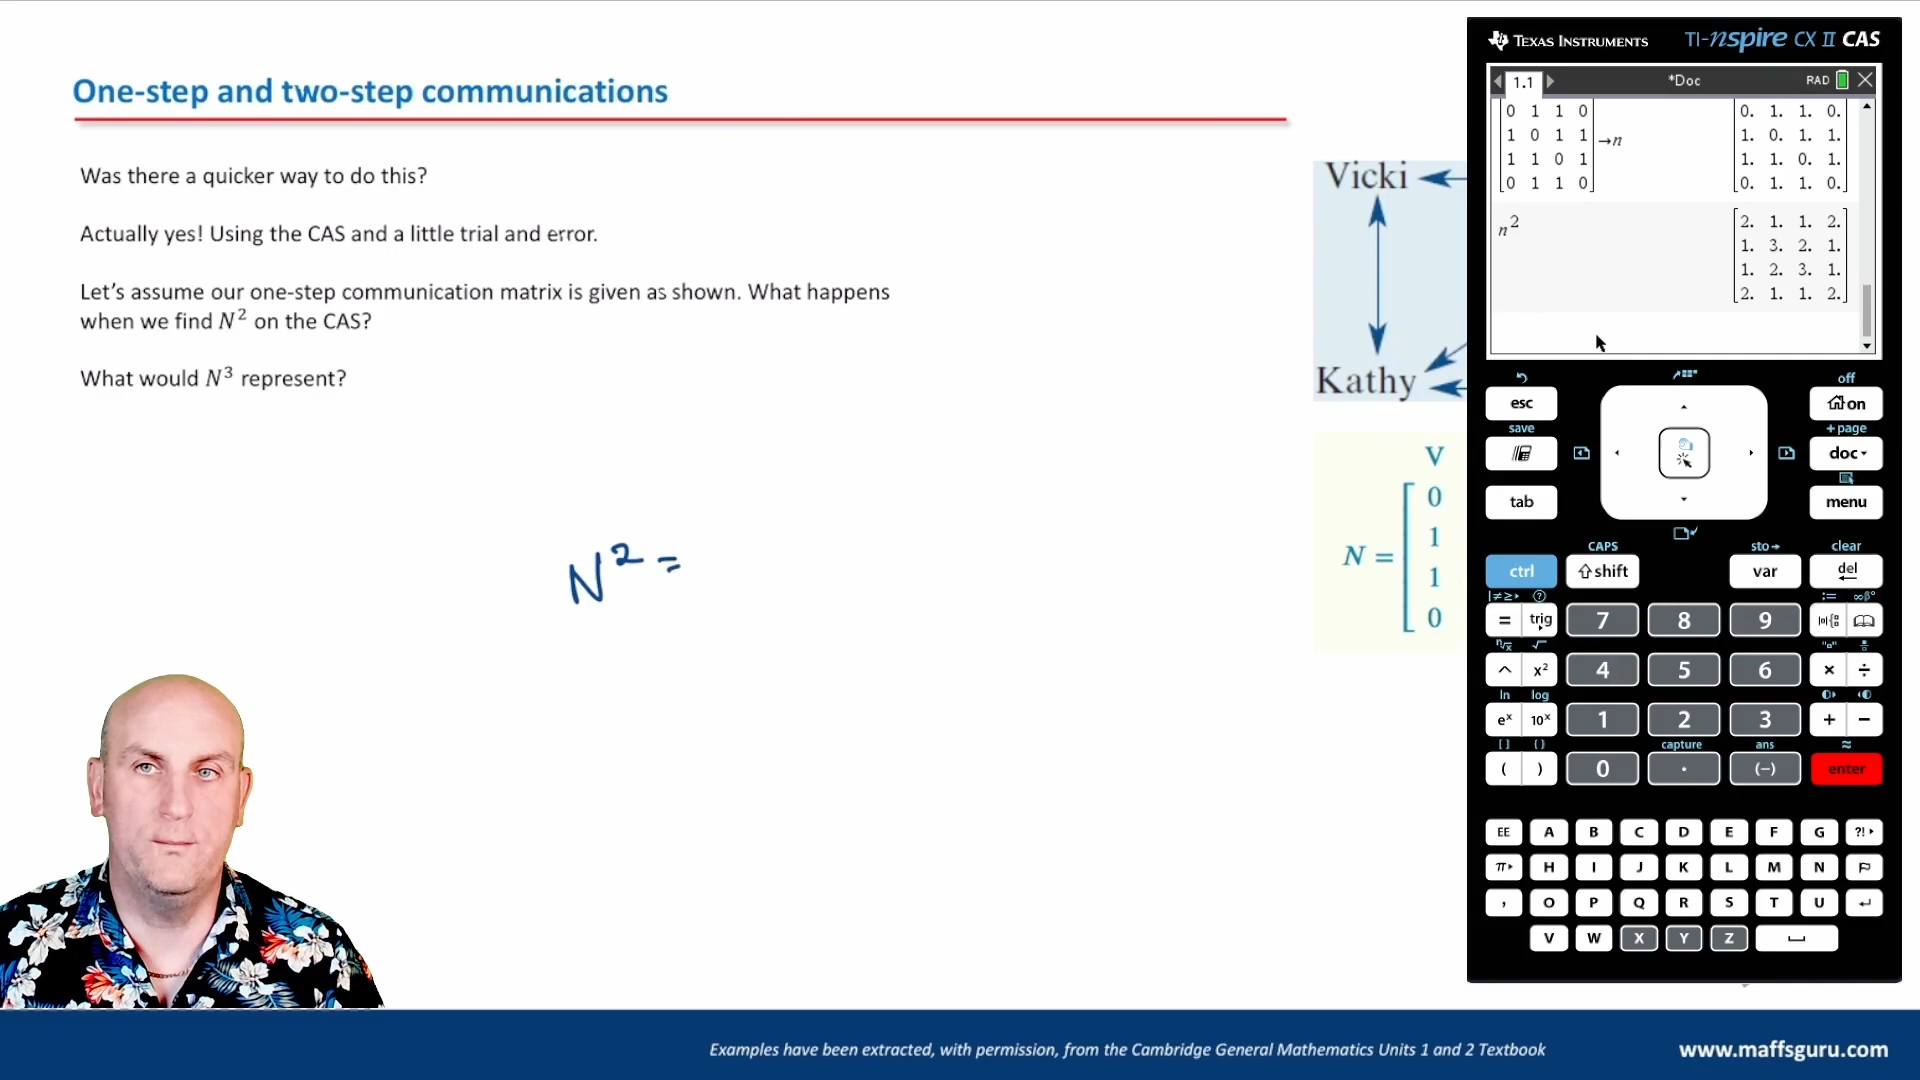 One-step and two-step communications
Was there a quicker way to do this?
Actually yes! Using the CAS and a little trial and error.
Let's assume our one-step communication matrix is given as shown. What happens
when we find N² on the CAS?
What would N³ represent?
N² =
Vicki
Kathy
V
0
1
N =
1
0
TEXAS INSTRUMENTS TI-nspire CX II CAS
1.1 *Doc RAD
0 1 1 0
1 0 1 1
1 1 0 1
0 1 1 0
→n
0. 1. 1. 0.
1. 0. 1. 1.
1. 1. 0. 1.
0. 1. 1. 0.
n²
2. 1. 1. 2.
1. 3. 2. 1.
1. 2. 3. 1.
2. 1. 1. 2.
off
esc on
save +page
doc
tab menu
CAPS sto→ clear
ctrl shift var del
|≠≥▸ ? := ∞β°
= trig 7 8 9
ⁿ√x √
^ x² 4 5 6 × ÷
ln log
eˣ 10ˣ 1 2 3 + −
[ ] { } capture ans ≈
( ) 0 . (−) enter
EE A B C D E F G ?!▸
π▸ H I J K L M N
, O P Q R S T U ↵
V W X Y Z
Examples have been extracted, with permission, from the Cambridge General Mathematics Units 1 and 2 Textbook
www.maffsguru.com